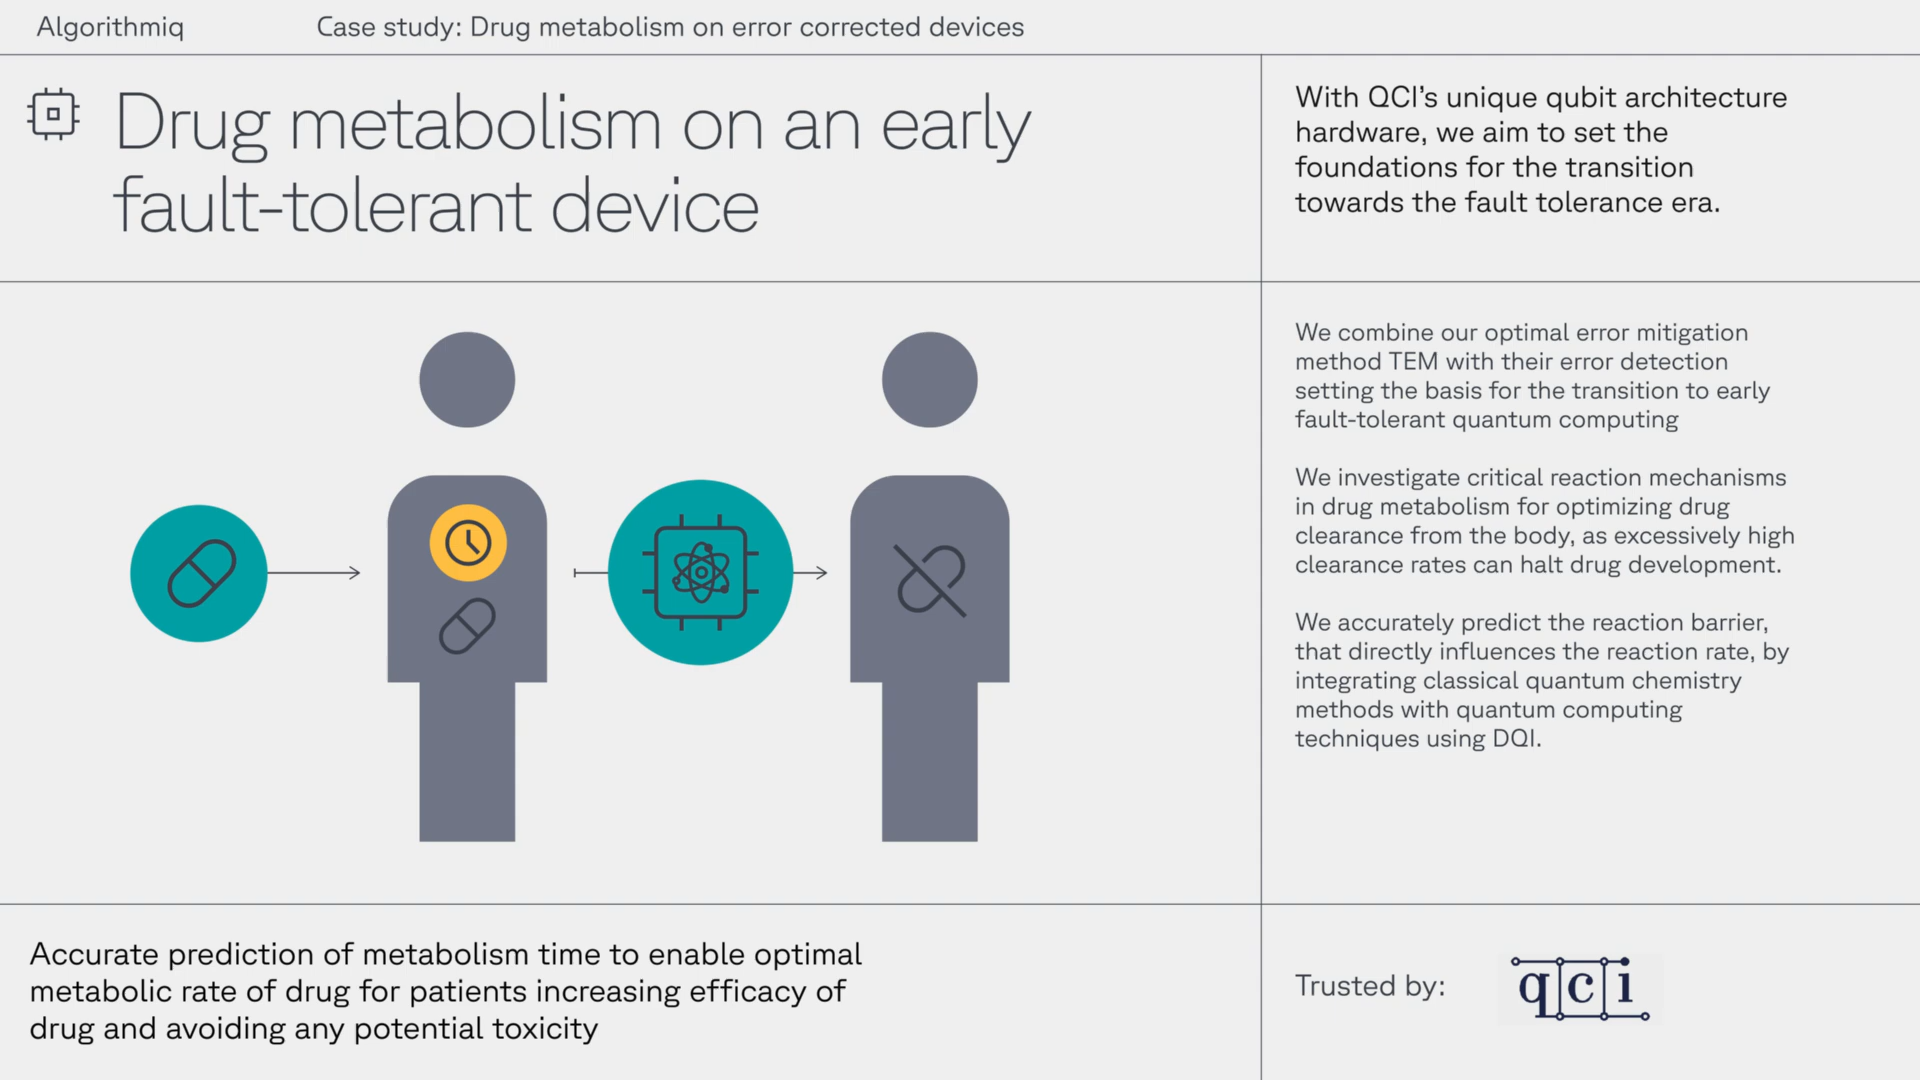 Algorithmiq
Case study: Drug metabolism on error corrected devices
Drug metabolism on an early
fault-tolerant device
With QCI’s unique qubit architecture
hardware, we aim to set the
foundations for the transition
towards the fault tolerance era.
We combine our optimal error mitigation
method TEM with their error detection
setting the basis for the transition to early
fault-tolerant quantum computing
We investigate critical reaction mechanisms
in drug metabolism for optimizing drug
clearance from the body, as excessively high
clearance rates can halt drug development.
We accurately predict the reaction barrier,
that directly influences the reaction rate, by
integrating classical quantum chemistry
methods with quantum computing
techniques using DQI.
Accurate prediction of metabolism time to enable optimal
metabolic rate of drug for patients increasing efficacy of
drug and avoiding any potential toxicity
Trusted by:
qci